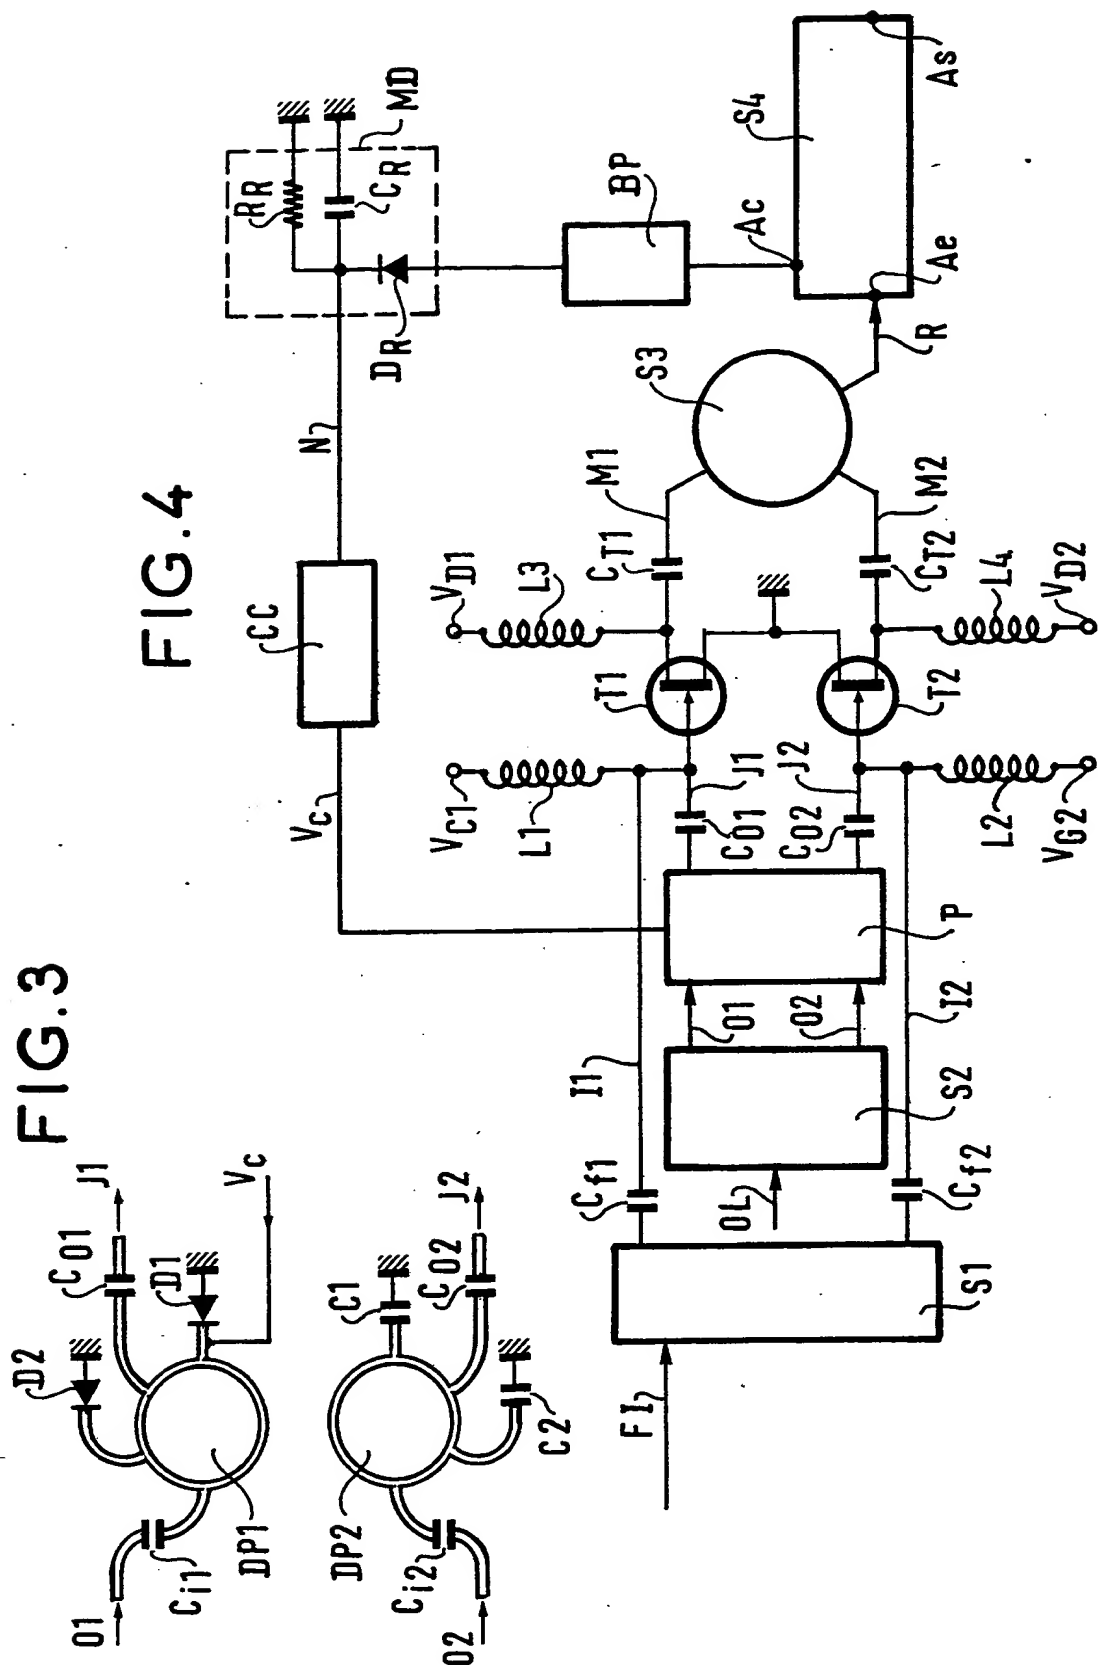 FIG.3
O1
Ci1
DP1
D2
CO1
J1
D1
Vc
O2
Ci2
DP2
C1
C2
CO2
J2
FIG.4
Vc
CC
N
RR
CR
MD
DR
VC1
L1
VD1
L3
T1
CT1
M1
S3
BP
Ac
S4
FI
S1
Cf1
I1
OL
S2
O1
O2
P
CO1
J1
CO2
J2
Cf2
I2
L2
VG2
T2
CT2
M2
L4
VD2
R
Ae
As